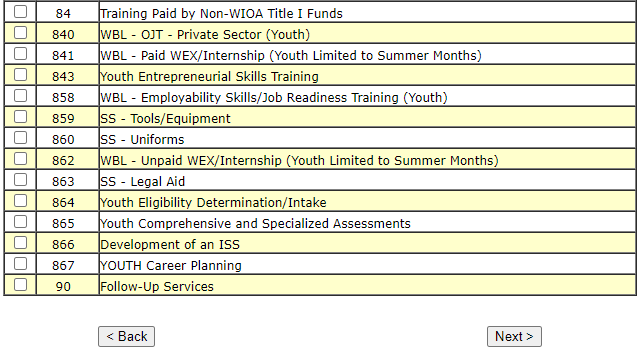 84 Training Paid by Non-WIOA Title I Funds
840 WBL - OJT - Private Sector (Youth)
841 WBL - Paid WEX/Internship (Youth Limited to Summer Months)
843 Youth Entrepreneurial Skills Training
858 WBL - Employability Skills/Job Readiness Training (Youth)
859 SS - Tools/Equipment
860 SS - Uniforms
862 WBL - Unpaid WEX/Internship (Youth Limited to Summer Months)
863 SS - Legal Aid
864 Youth Eligibility Determination/Intake
865 Youth Comprehensive and Specialized Assessments
866 Development of an ISS
867 YOUTH Career Planning
90 Follow-Up Services
< Back Next >